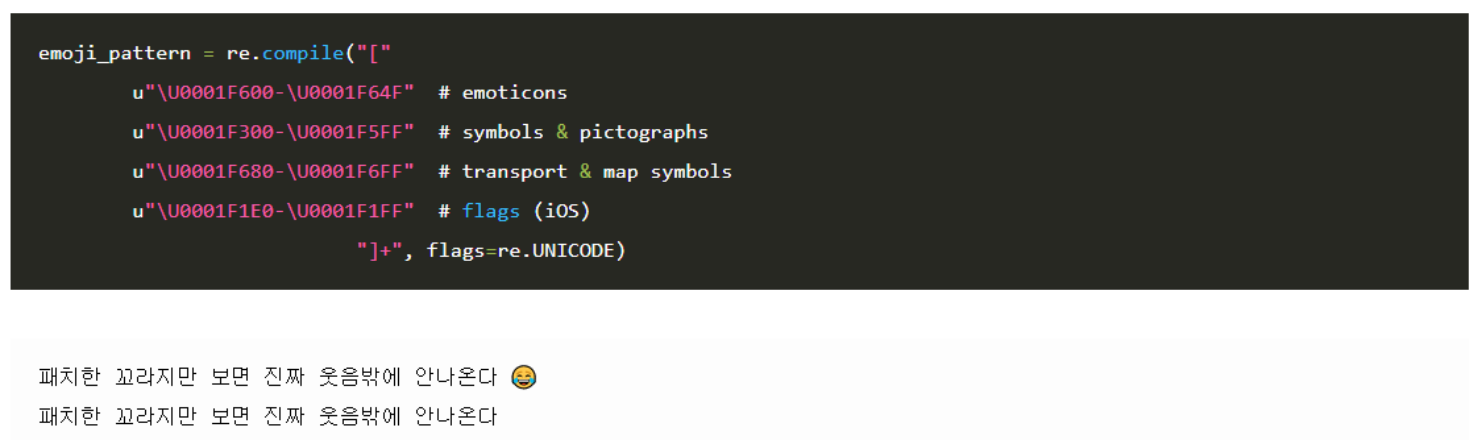 emoji_pattern = re.compile("["
u"\U0001F600-\U0001F64F"  # emoticons
u"\U0001F300-\U0001F5FF"  # symbols & pictographs
u"\U0001F680-\U0001F6FF"  # transport & map symbols
u"\U0001F1E0-\U0001F1FF"  # flags (iOS)
"]+", flags=re.UNICODE)
패치한 꼬라지만 보면 진짜 웃음밖에 안나온다 😂
패치한 꼬라지만 보면 진짜 웃음밖에 안나온다